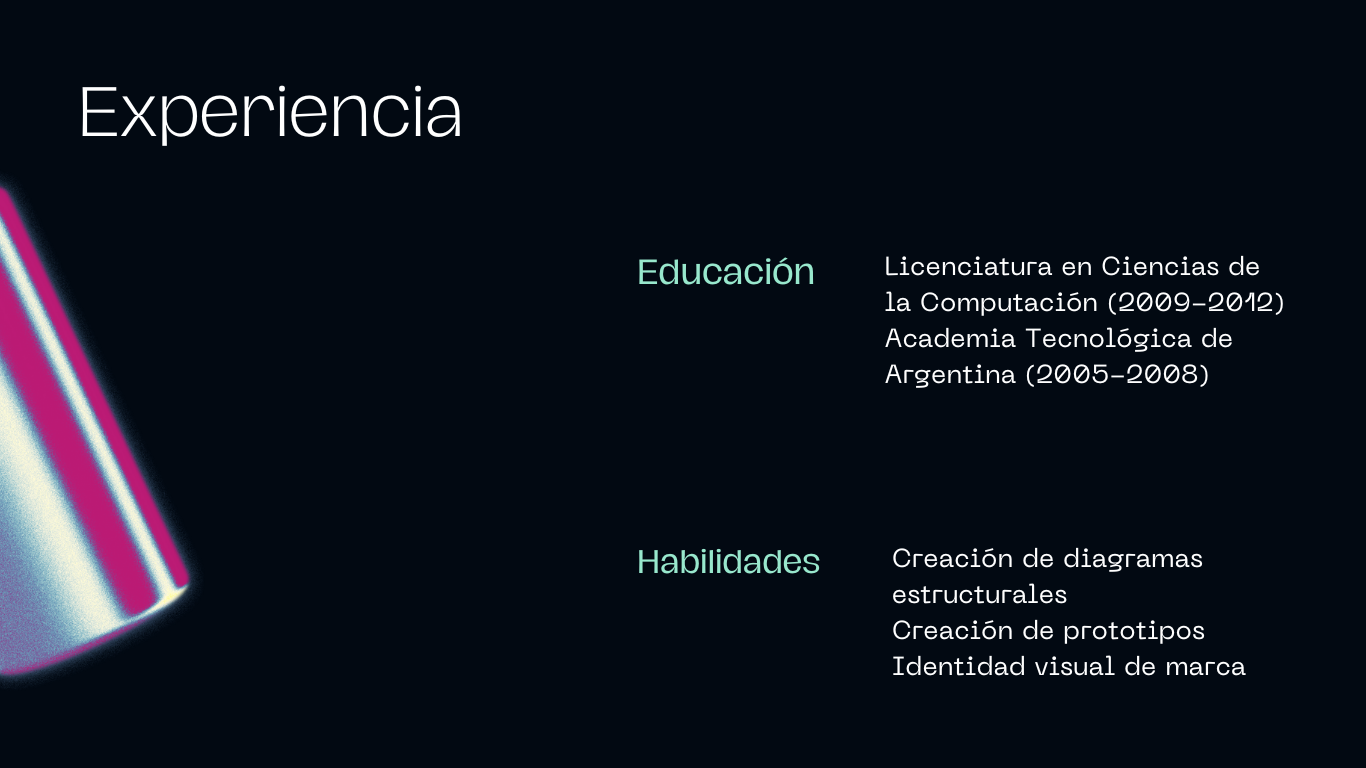 Experiencia
Educación
Licenciatura en Ciencias de
la Computación (2009-2012)
Academia Tecnológica de
Argentina (2005-2008)
Habilidades
Creación de diagramas
estructurales
Creación de prototipos
Identidad visual de marca